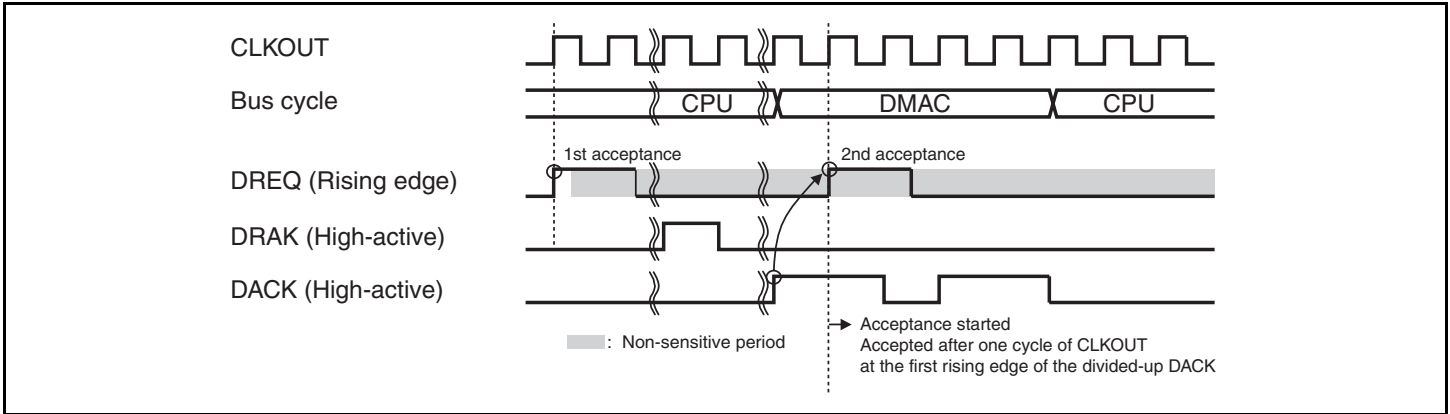 CLKOUT
Bus cycle
CPU
DMAC
CPU
1st acceptance
2nd acceptance
DREQ (Rising edge)
DRAK (High-active)
DACK (High-active)
: Non-sensitive period
Acceptance started
Accepted after one cycle of CLKOUT
at the first rising edge of the divided-up DACK